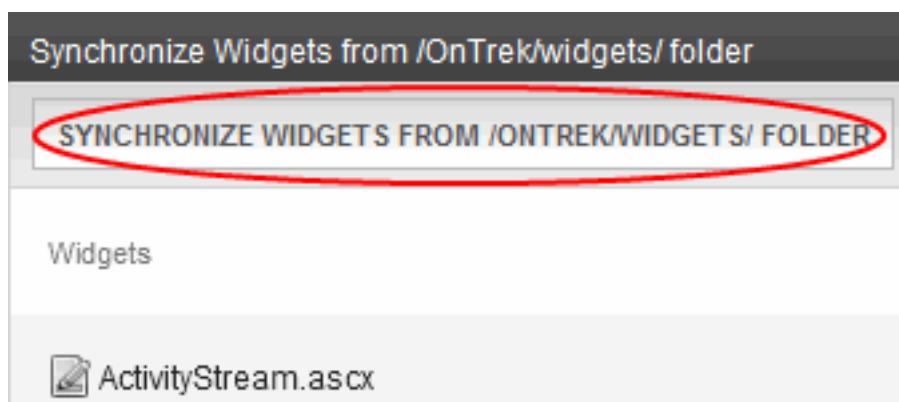 Synchronize Widgets from /OnTrek/widgets/ folder
SYNCHRONIZE WIDGETS FROM /ONTREK/WIDGETS/ FOLDER
Widgets
ActivityStream.ascx